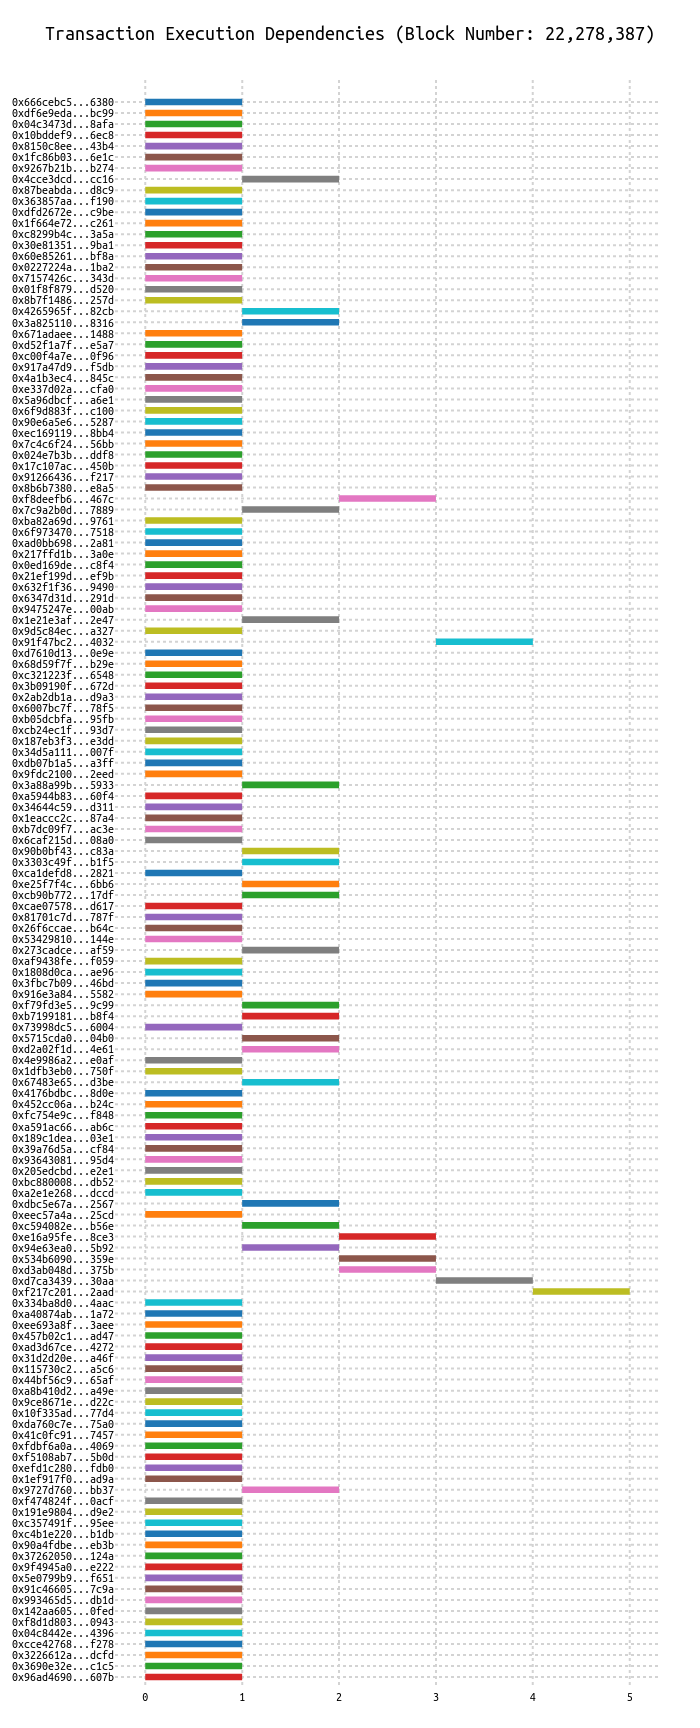 Transaction Execution Dependencies (Block Number: 22,278,387)
0x666cebc5...6380
0xdf6e9eda...bc99
0x04c3473d...8afa
0x10bddef9...6ec8
0x8150c8ee...43b4
0x1fc86b03...6e1c
0x9267b21b...b274
0x4cce3dcd...cc16
0x87beabda...d8c9
0x363857aa...f190
0xdfd2672e...c9be
0x1f664e72...c261
0xc8299b4c...3a5a
0x30e81351...9ba1
0x60e85261...bf8a
0x0227224a...1ba2
0x7157426c...343d
0x01f8f879...d520
0x8b7f1486...257d
0x4265965f...82cb
0x3a825110...8316
0x671adaee...1488
0xd52f1a7f...e5a7
0xc00f4a7e...0f96
0x917a47d9...f5db
0x4a1b3ec4...845c
0xe337d02a...cfa0
0x5a96dbcf...a6e1
0x6f9d883f...c100
0x90e6a5e6...5287
0xec169119...8bb4
0x7c4c6f24...56bb
0x024e7b3b...ddf8
0x17c107ac...450b
0x91266436...f217
0x8b6b7380...e8a5
0xf8deefb6...467c
0x7c9a2b0d...7889
0xba82a69d...9761
0x6f973470...7518
0xad0bb698...2a81
0x217ffd1b...3a0e
0x0ed169de...c8f4
0x21ef199d...ef9b
0x632f1f36...9490
0x6347d31d...291d
0x9475247e...00ab
0x1e21e3af...2e47
0x9d5c84ec...a327
0x91f47bc2...4032
0xd7610d13...0e9e
0x68d59f7f...b29e
0xc321223f...6548
0x3b09190f...672d
0x2ab2db1a...d9a3
0x6007bc7f...78f5
0xb05dcbfa...95fb
0xcb24ec1f...93d7
0x187eb3f3...e3dd
0x34d5a111...007f
0xdb07b1a5...a3ff
0x9fdc2100...2eed
0x3a88a99b...5933
0xa5944b83...60f4
0x34644c59...d311
0x1eaccc2c...87a4
0xb7dc09f7...ac3e
0x6caf215d...08a0
0x90b0bf43...c83a
0x3303c49f...b1f5
0xca1defd8...2821
0xe25f7f4c...6bb6
0xcb90b772...17df
0xcae07578...d617
0x81701c7d...787f
0x26f6ccae...b64c
0x53429810...144e
0x273cadce...af59
0xaf9438fe...f059
0x1808d0ca...ae96
0x3fbc7b09...46bd
0x916e3a84...5582
0xf79fd3e5...9c99
0xb7199181...b8f4
0x73998dc5...6004
0x5715cda0...04b0
0xd2a02f1d...4e61
0x4e9986a2...e0af
0x1dfb3eb0...750f
0x67483e65...d3be
0x4176bdbc...8d0e
0x452cc06a...b24c
0xfc754e9c...f848
0xa591ac66...ab6c
0x189c1dea...03e1
0x39a76d5a...cf84
0x93643081...95d4
0x205edcbd...e2e1
0xbc880008...db52
0xa2e1e268...dccd
0xdbc5e67a...2567
0xeec57a4a...25cd
0xc594082e...b56e
0xe16a95fe...8ce3
0x94e63ea0...5b92
0x534b6090...359e
0xd3ab048d...375b
0xd7ca3439...30aa
0xf217c201...2aad
0x334ba8d0...4aac
0xa40874ab...1a72
0xee693a8f...3aee
0x457b02c1...ad47
0xad3d67ce...4272
0x31d2d20e...a46f
0x115730c2...a5c6
0x44bf56c9...65af
0xa8b410d2...a49e
0x9ce8671e...d22c
0x10f335ad...77d4
0xda760c7e...75a0
0x41c0fc91...7457
0xfdbf6a0a...4069
0xf5108ab7...5b0d
0xefd1c280...fdb0
0x1ef917f0...ad9a
0x9727d760...bb37
0xf474824f...0acf
0x191e9804...d9e2
0xc357491f...95ee
0xc4b1e220...b1db
0x90a4fdbe...eb3b
0x37262050...124a
0x9f4945a0...e222
0x5e0799b9...f651
0x91c46605...7c9a
0x993465d5...db1d
0x142aa605...0fed
0xf8d1d803...0943
0x04c8442e...4396
0xcce42768...f278
0x3226612a...dcfd
0x3690e32e...c1c5
0x96ad4690...607b
0 1 2 3 4 5